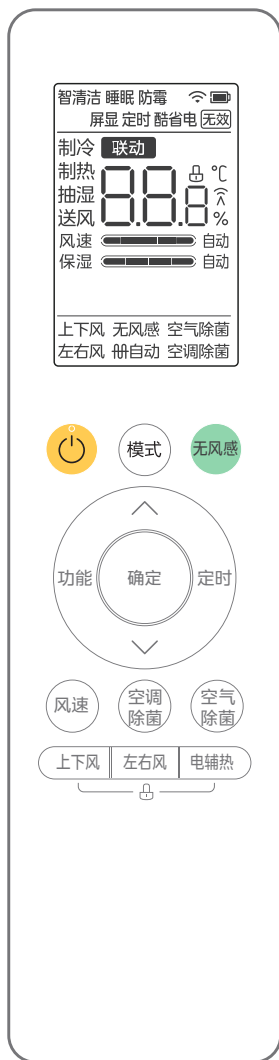 智清洁 睡眠 防霉
屏显 定时 酷省电 无效
制冷 联动
制热 8.8.8 °C
抽湿
送风 %
风速 自动
保湿 自动
上下风 无风感 空气除菌
左右风 册自动 空调除菌
模式 无风感
功能 确定 定时
风速 空调除菌 空气除菌
上下风 左右风 电辅热